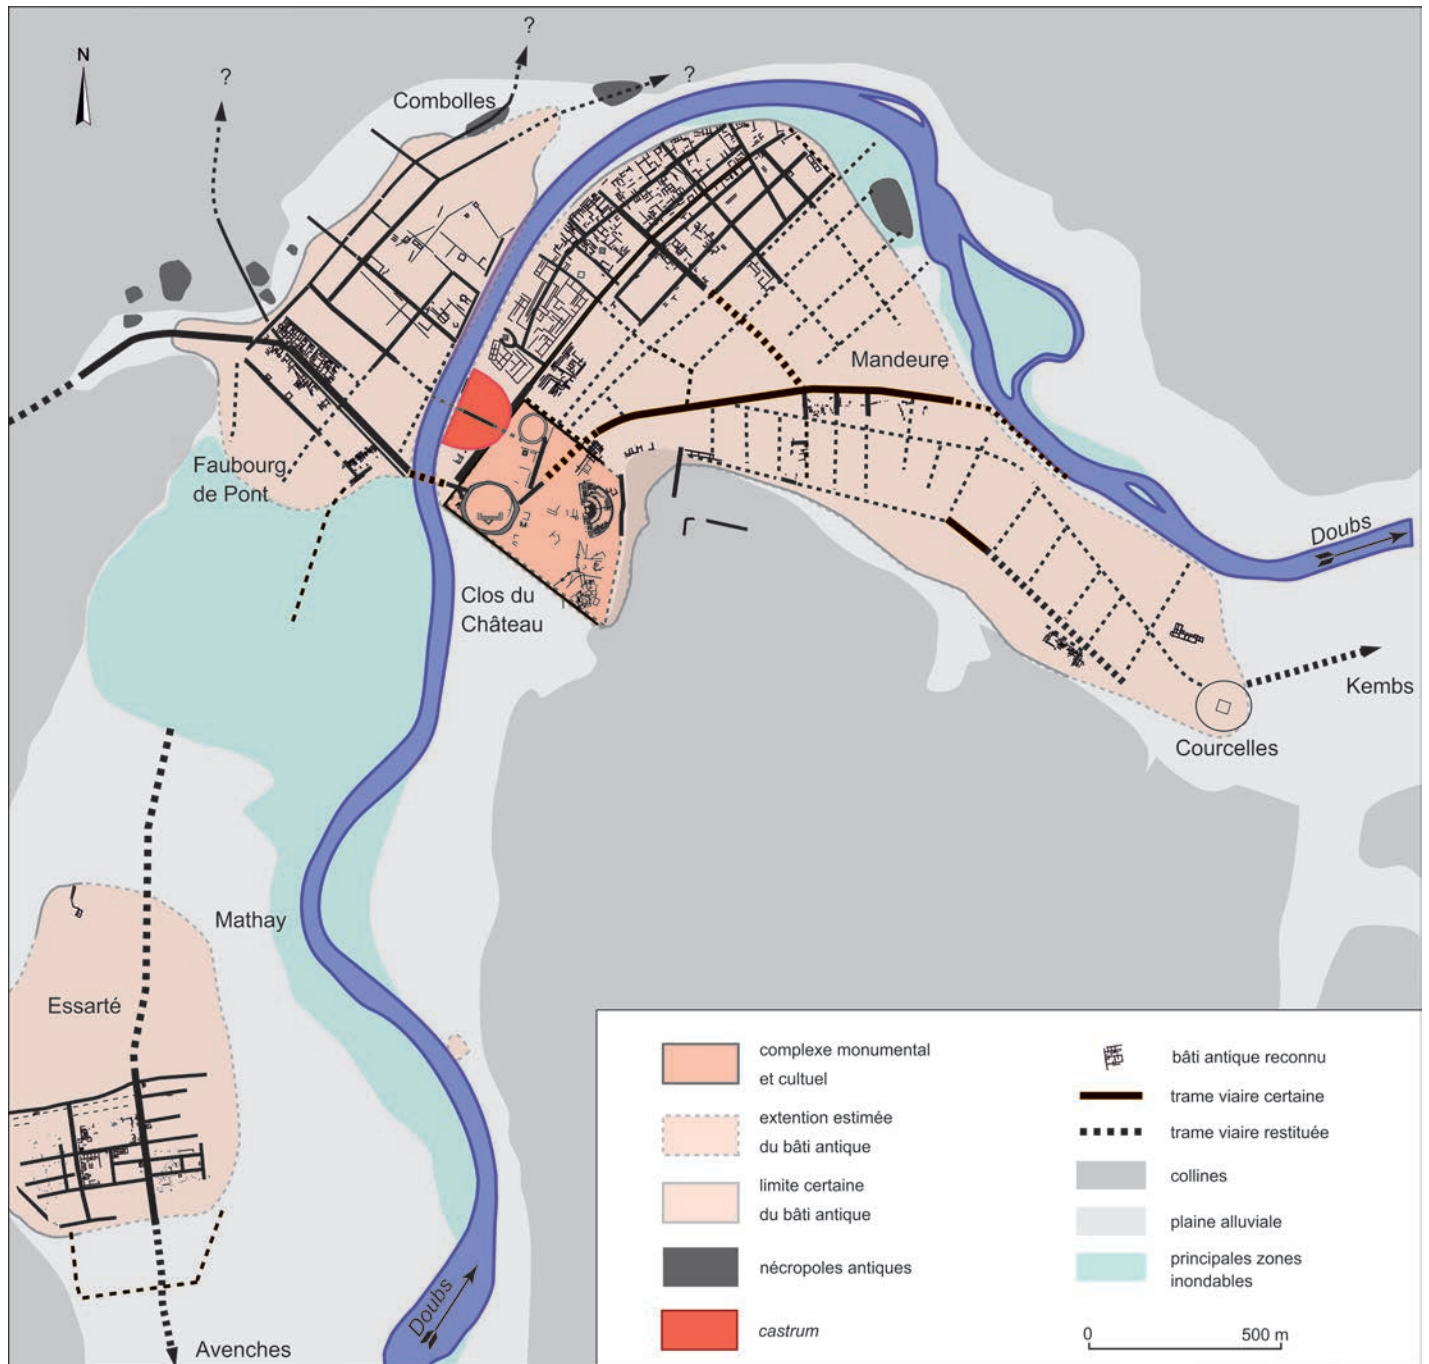 ?
?
N
?
Combolles
Mandeure
Faubourg
de Pont
Doubs
Clos du
Château
Kembs
Courcelles
Mathay
Essarté
Doubs
Avenches
complexe monumental
et cultuel
extention estimée
du bâti antique
limite certaine
du bâti antique
nécropoles antiques
castrum
bâti antique reconnu
trame viaire certaine
trame viaire restituée
collines
plaine alluviale
principales zones
inondables
0 500 m